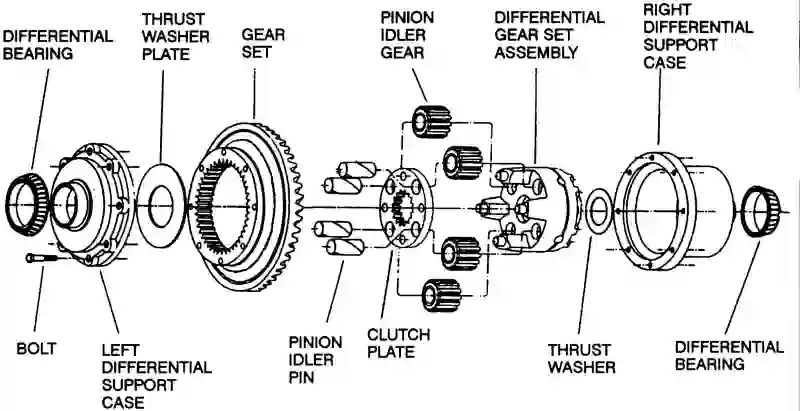 DIFFERENTIAL
BEARING
THRUST
WASHER
PLATE
GEAR
SET
PINION
IDLER
GEAR
DIFFERENTIAL
GEAR SET
ASSEMBLY
RIGHT
DIFFERENTIAL
SUPPORT
CASE
BOLT
LEFT
DIFFERENTIAL
SUPPORT
CASE
PINION
IDLER
PIN
CLUTCH
PLATE
THRUST
WASHER
DIFFERENTIAL
BEARING